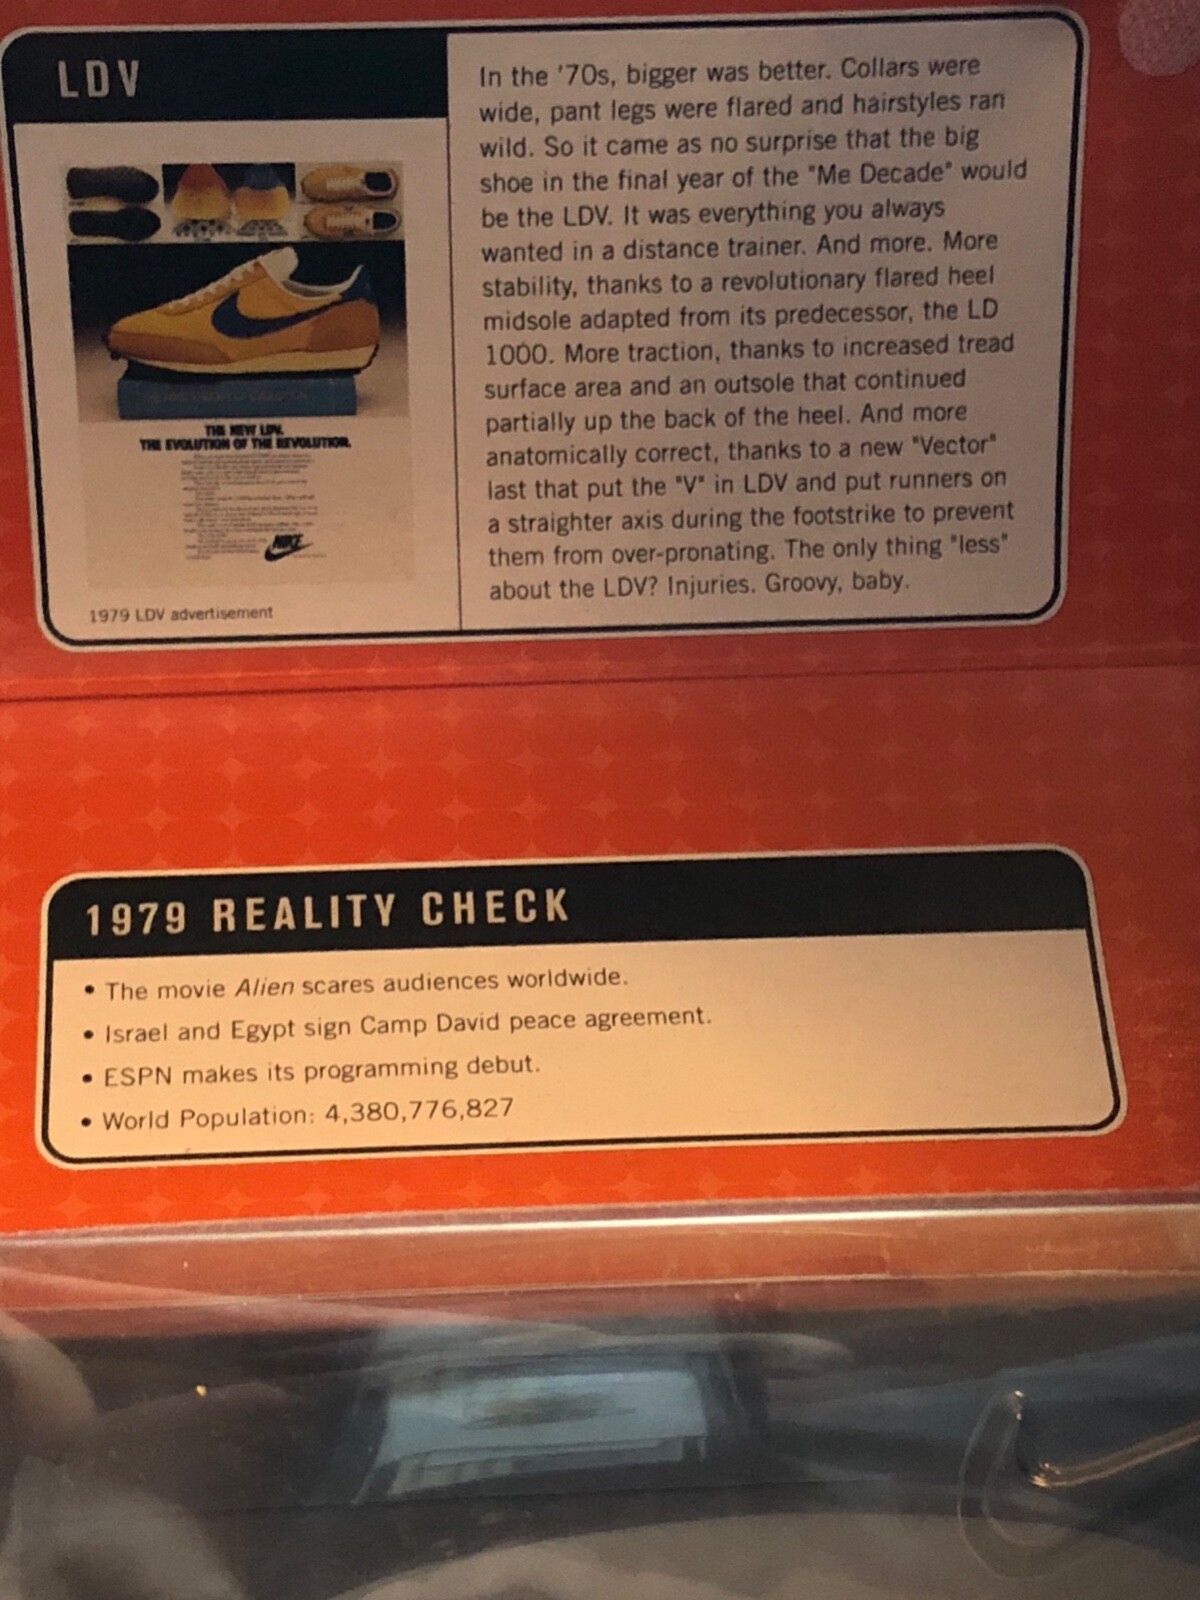 LDV
THE NEW LDV.
THE EVOLUTION OF THE REVOLUTION.
NIKE
1979 LDV advertisement
In the '70s, bigger was better. Collars were
wide, pant legs were flared and hairstyles ran
wild. So it came as no surprise that the big
shoe in the final year of the "Me Decade" would
be the LDV. It was everything you always
wanted in a distance trainer. And more. More
stability, thanks to a revolutionary flared heel
midsole adapted from its predecessor, the LD
1000. More traction, thanks to increased tread
surface area and an outsole that continued
partially up the back of the heel. And more
anatomically correct, thanks to a new "Vector"
last that put the "V" in LDV and put runners on
a straighter axis during the footstrike to prevent
them from over-pronating. The only thing "less"
about the LDV? Injuries. Groovy, baby.
1979 REALITY CHECK
• The movie Alien scares audiences worldwide.
• Israel and Egypt sign Camp David peace agreement.
• ESPN makes its programming debut.
• World Population: 4,380,776,827